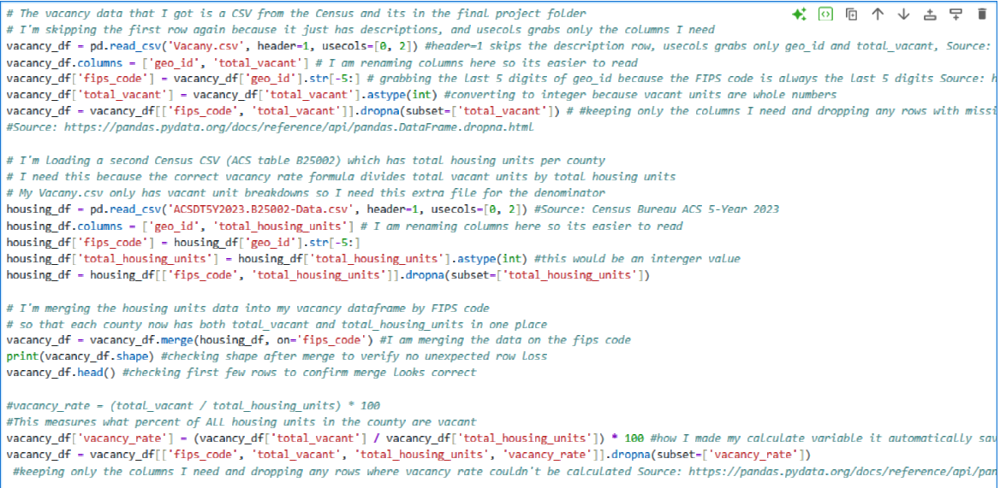 # The vacancy data that I got is a CSV from the Census and its in the final project folder
# I'm skipping the first row again because it just has descriptions, and usecols grabs only the columns I need
vacancy_df = pd.read_csv('Vacany.csv', header=1, usecols=[0, 2]) #header=1 skips the description row, usecols grabs only geo_id and total_vacant, Source:
vacancy_df.columns = ['geo_id', 'total_vacant'] # I am renaming columns here so its easier to read
vacancy_df['fips_code'] = vacancy_df['geo_id'].str[-5:] # grabbing the last 5 digits of geo_id because the FIPS code is always the last 5 digits Source: h
vacancy_df['total_vacant'] = vacancy_df['total_vacant'].astype(int) #converting to integer because vacant units are whole numbers
vacancy_df = vacancy_df[['fips_code', 'total_vacant']].dropna(subset=['total_vacant']) # #keeping only the columns I need and dropping any rows with missi
#Source: https://pandas.pydata.org/docs/reference/api/pandas.DataFrame.dropna.html

# I'm loading a second Census CSV (ACS table B25002) which has total housing units per county
# I need this because the correct vacancy rate formula divides total vacant units by total housing units
# My Vacany.csv only has vacant unit breakdowns so I need this extra file for the denominator
housing_df = pd.read_csv('ACSDT5Y2023.B25002-Data.csv', header=1, usecols=[0, 2]) #Source: Census Bureau ACS 5-Year 2023
housing_df.columns = ['geo_id', 'total_housing_units'] # I am renaming columns here so its easier to read
housing_df['fips_code'] = housing_df['geo_id'].str[-5:]
housing_df['total_housing_units'] = housing_df['total_housing_units'].astype(int) #this would be an interger value
housing_df = housing_df[['fips_code', 'total_housing_units']].dropna(subset=['total_housing_units'])

# I'm merging the housing units data into my vacancy dataframe by FIPS code
# so that each county now has both total_vacant and total_housing_units in one place
vacancy_df = vacancy_df.merge(housing_df, on='fips_code') #I am merging the data on the fips code
print(vacancy_df.shape) #checking shape after merge to verify no unexpected row loss
vacancy_df.head() #checking first few rows to confirm merge looks correct

#vacancy_rate = (total_vacant / total_housing_units) * 100
#This measures what percent of ALL housing units in the county are vacant
vacancy_df['vacancy_rate'] = (vacancy_df['total_vacant'] / vacancy_df['total_housing_units']) * 100 #how I made my calculate variable it automatically sav
vacancy_df = vacancy_df[['fips_code', 'total_vacant', 'total_housing_units', 'vacancy_rate']].dropna(subset=['vacancy_rate'])
#keeping only the columns I need and dropping any rows where vacancy rate couldn't be calculated Source: https://pandas.pydata.org/docs/reference/api/pan